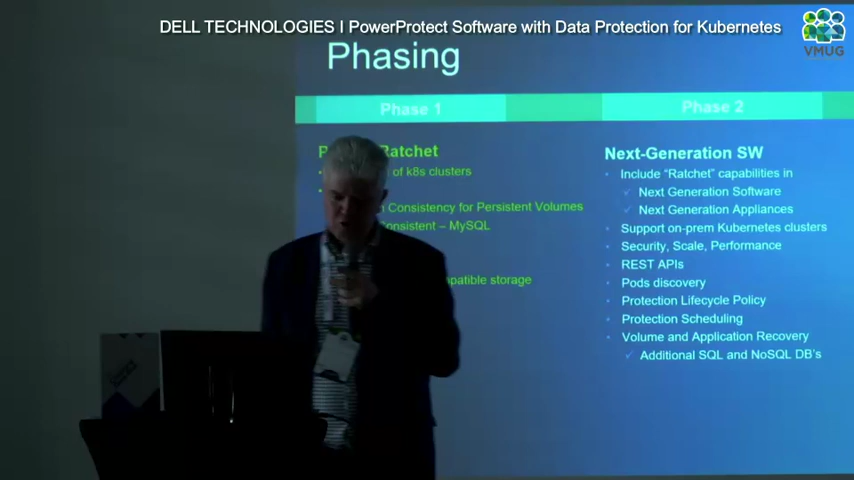 DELL TECHNOLOGIES I PowerProtect Software with Data Protection for Kubernetes
VMUG
Phasing
Phase 1
Phase 2
Ratchet
of k8s clusters
Consistency for Persistent Volumes
onsistent – MySQL
patible storage
Next-Generation SW
Include “Ratchet” capabilities in
Next Generation Software
Next Generation Appliances
Support on-prem Kubernetes clusters
Security, Scale, Performance
REST APIs
Pods discovery
Protection Lifecycle Policy
Protection Scheduling
Volume and Application Recovery
Additional SQL and NoSQL DB’s